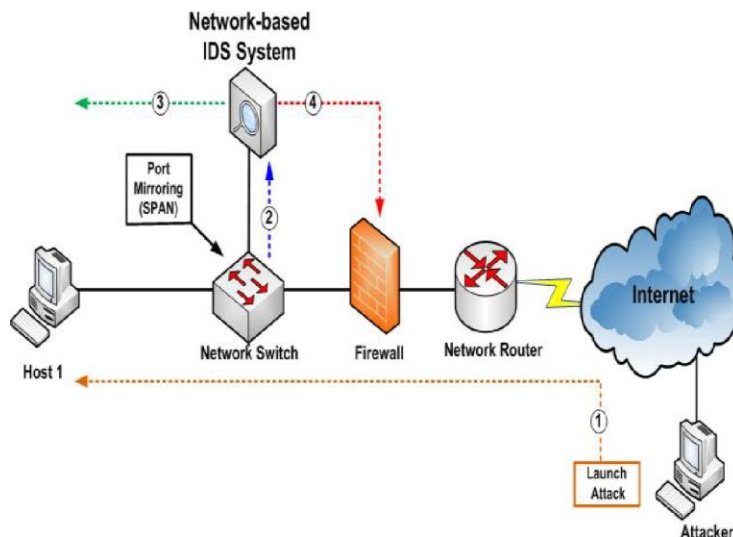 Network-based
IDS System
3
4
Port
Mirroring
(SPAN)
2
Internet
Network Switch
Firewall
Network Router
Host 1
1
Launch
Attack
Attacker